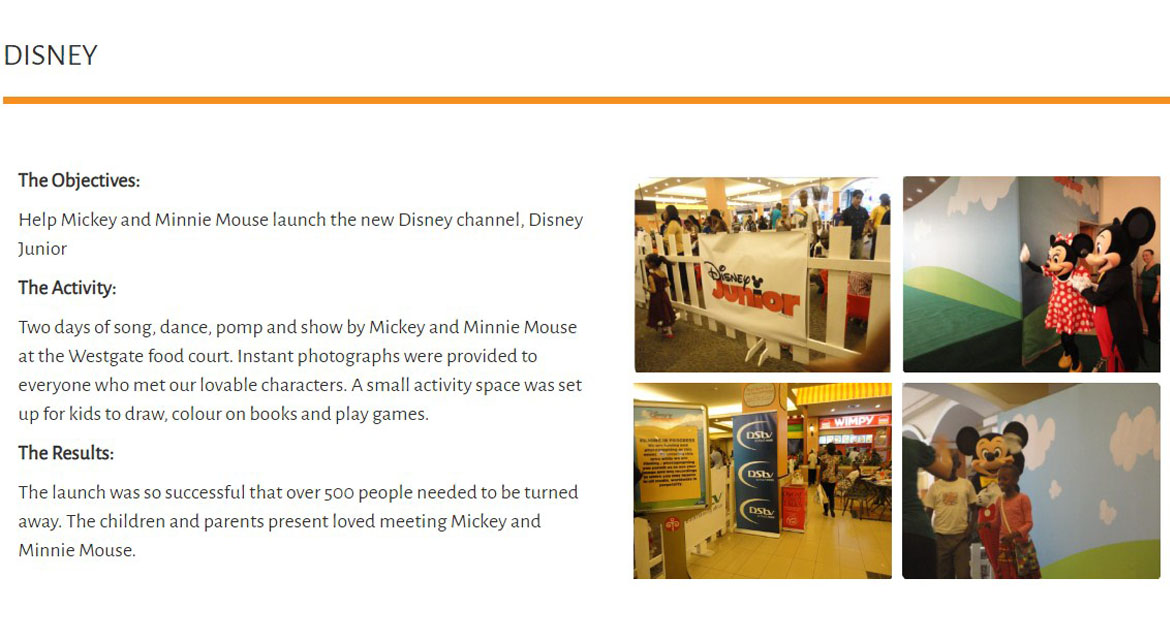 DISNEY
The Objectives:
Help Mickey and Minnie Mouse launch the new Disney channel, Disney
Junior
The Activity:
Two days of song, dance, pomp and show by Mickey and Minnie Mouse
at the Westgate food court. Instant photographs were provided to
everyone who met our lovable characters. A small activity space was set
up for kids to draw, colour on books and play games.
The Results:
The launch was so successful that over 500 people needed to be turned
away. The children and parents present loved meeting Mickey and
Minnie Mouse.
Disney
Junior
FILMING IN PROGRESS
DStv
DStv
DStv
WIMPY